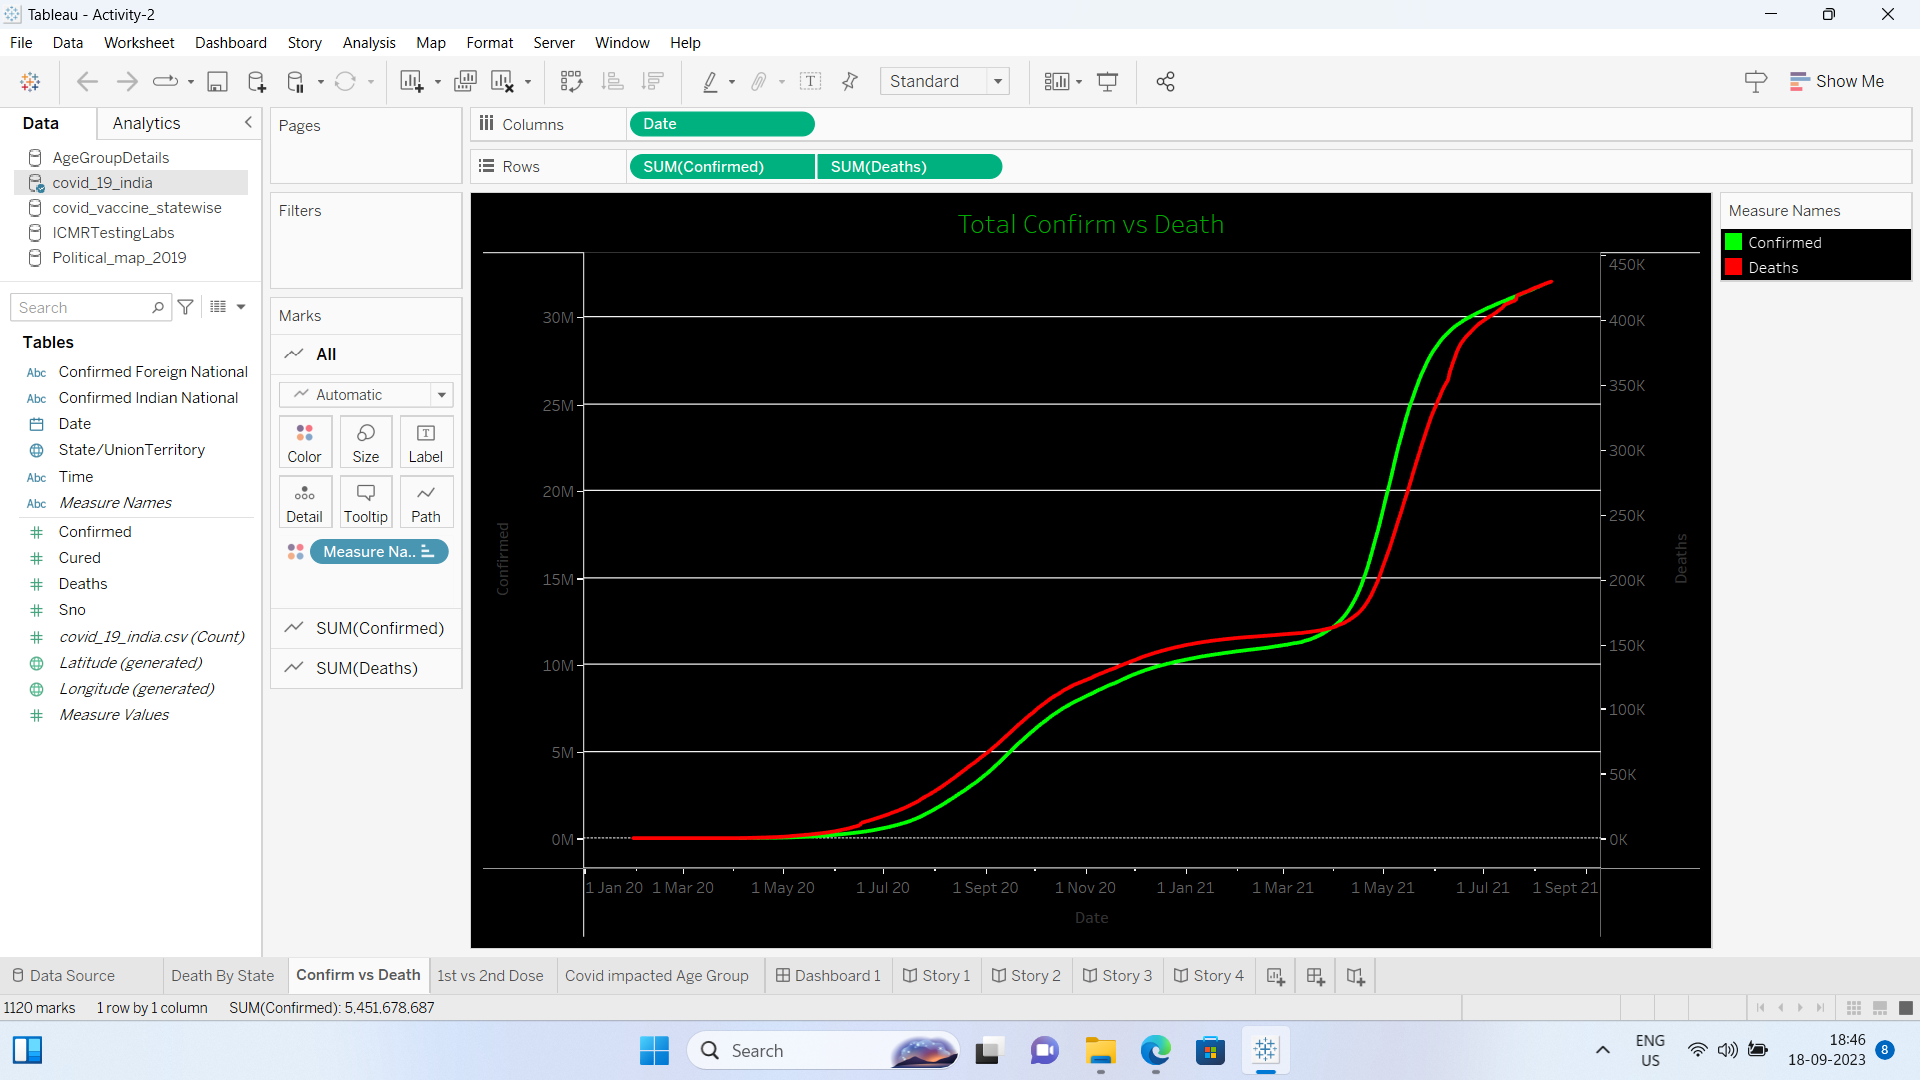 Tableau - Activity-2
File Data Worksheet Dashboard Story Analysis Map Format Server Window Help
Standard
Show Me
Data Analytics
AgeGroupDetails
covid_19_india
covid_vaccine_statewise
ICMRTestingLabs
Political_map_2019
Search
Tables
Abc Confirmed Foreign National
Abc Confirmed Indian National
Date
State/UnionTerritory
Abc Time
Abc Measure Names
Confirmed
Cured
Deaths
Sno
covid_19_india.csv (Count)
Latitude (generated)
Longitude (generated)
Measure Values
Pages
Filters
Marks
All
Automatic
Color Size Label
Detail Tooltip Path
Measure Na..
SUM(Confirmed)
SUM(Deaths)
Columns Date
Rows SUM(Confirmed) SUM(Deaths)
Total Confirm vs Death
Confirmed
30M
25M
20M
15M
10M
5M
0M
450K
400K
350K
300K
250K
200K
150K
100K
50K
0K
Deaths
1 Jan 20 1 Mar 20 1 May 20 1 Jul 20 1 Sept 20 1 Nov 20 1 Jan 21 1 Mar 21 1 May 21 1 Jul 21 1 Sept 21
Date
Measure Names
Confirmed
Deaths
Data Source Death By State Confirm vs Death 1st vs 2nd Dose Covid impacted Age Group Dashboard 1 Story 1 Story 2 Story 3 Story 4
1120 marks 1 row by 1 column SUM(Confirmed): 5,451,678,687
Search
ENG
US
18:46
18-09-2023
8